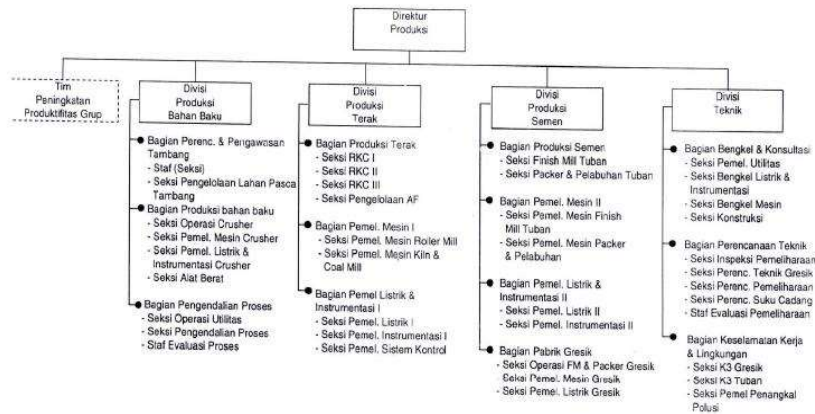 Direktur
Produksi
Tim
Peningkatan
Produktifitas Grup
Divisi
Produksi
Bahan Baku
Divisi
Produksi
Terak
Divisi
Produksi
Semen
Divisi
Teknik
Bagian Perenc. & Pengawasan
Tambang
- Staf (Seksi)
- Seksi Pengelolaan Lahan Pasca
Tambang
Bagian Produksi bahan baku
- Seksi Operasi Crusher
- Seksi Pemel. Mesin Crusher
- Seksi Pemel. Listrik &
Instrumentasi Crusher
- Seksi Alat Berat
Bagian Pengendalian Proses
- Seksi Operasi Utilitas
- Seksi Pengendalian Proses
- Staf Evaluasi Proses
Bagian Produksi Terak
- Seksi RKC I
- Seksi RKC II
- Seksi RKC III
- Seksi Pengelolaan AF
Bagian Pemel. Mesin I
- Seksi Pemel. Mesin Roller Mill
- Seksi Pemel. Mesin Kiln &
Coal Mill
Bagian Pemel Listrik &
Instrumentasi I
- Seksi Pemel. Listrik I
- Seksi Pemel. Instrumentasi I
- Seksi Pemel. Sistem Kontrol
Bagian Produksi Semen
- Seksi Finish Mill Tuban
- Seksi Packer & Pelabuhan Tuban
Bagian Pemel. Mesin II
- Seksi Pemel. Mesin Finish
Mill Tuban
- Seksi Pemel. Mesin Packer
& Pelabuhan
Bagian Pemel. Listrik &
Instrumentasi II
- Seksi Pemel. Listrik II
- Seksi Pemel. Instrumentasi II
Bagian Pabrik Gresik
- Seksi Operasi FM & Packer Gresik
Seksi Pemel. Mesin Gresik
- Seksi Pemel. Listrik Gresik
Bagian Bengkel & Konsultasi
- Seksi Pemel. Utilitas
- Seksi Bengkel Listrik &
Instrumentasi
- Seksi Bengkel Mesin
- Seksi Konstruksi
Bagian Perencanaan Teknik
- Seksi Inspeksi Pemeliharaan
- Seksi Perenc. Teknik Gresik
- Seksi Perenc. Pemeliharaan
- Seksi Perenc. Suku Cadang
- Staf Evaluasi Pemeliharaan
Bagian Keselamatan Kerja
& Lingkungan
- Seksi K3 Gresik
- Seksi K3 Tuban
- Seksi Pemel Penangkal
Polusi